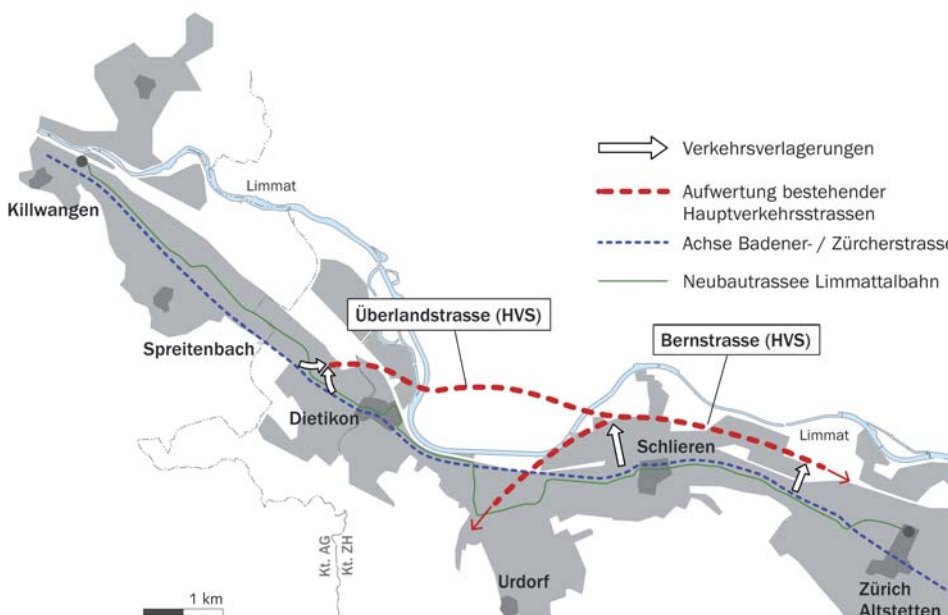 Verkehrsverlagerungen
Aufwertung bestehender
Hauptverkehrsstrassen
Achse Badener- / Zürcherstrasse
Neubautrassee Limmattalbahn
Limmat
Killwangen
Überlandstrasse (HVS)
Bernstrasse (HVS)
Spreitenbach
Dietikon
Schlieren
Limmat
Kt. AG
Kt. ZH
Urdorf
Zürich
Altstetten
1 km